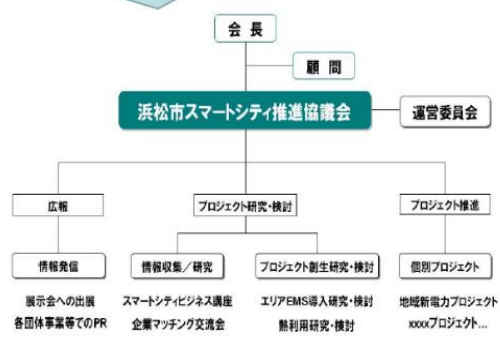 会 長
顧 問
浜松市スマートシティ推進協議会
運営委員会
広報
プロジェクト研究・検討
プロジェクト推進
情報発信
情報収集／研究
プロジェクト創生研究・検討
個別プロジェクト
展示会への出展
スマートシティビジネス講座
エリアEMS導入研究・検討
地域新電力プロジェクト
各団体事業等でのPR
企業マッチング交流会
熱利用研究・検討
xxxxプロジェクト…